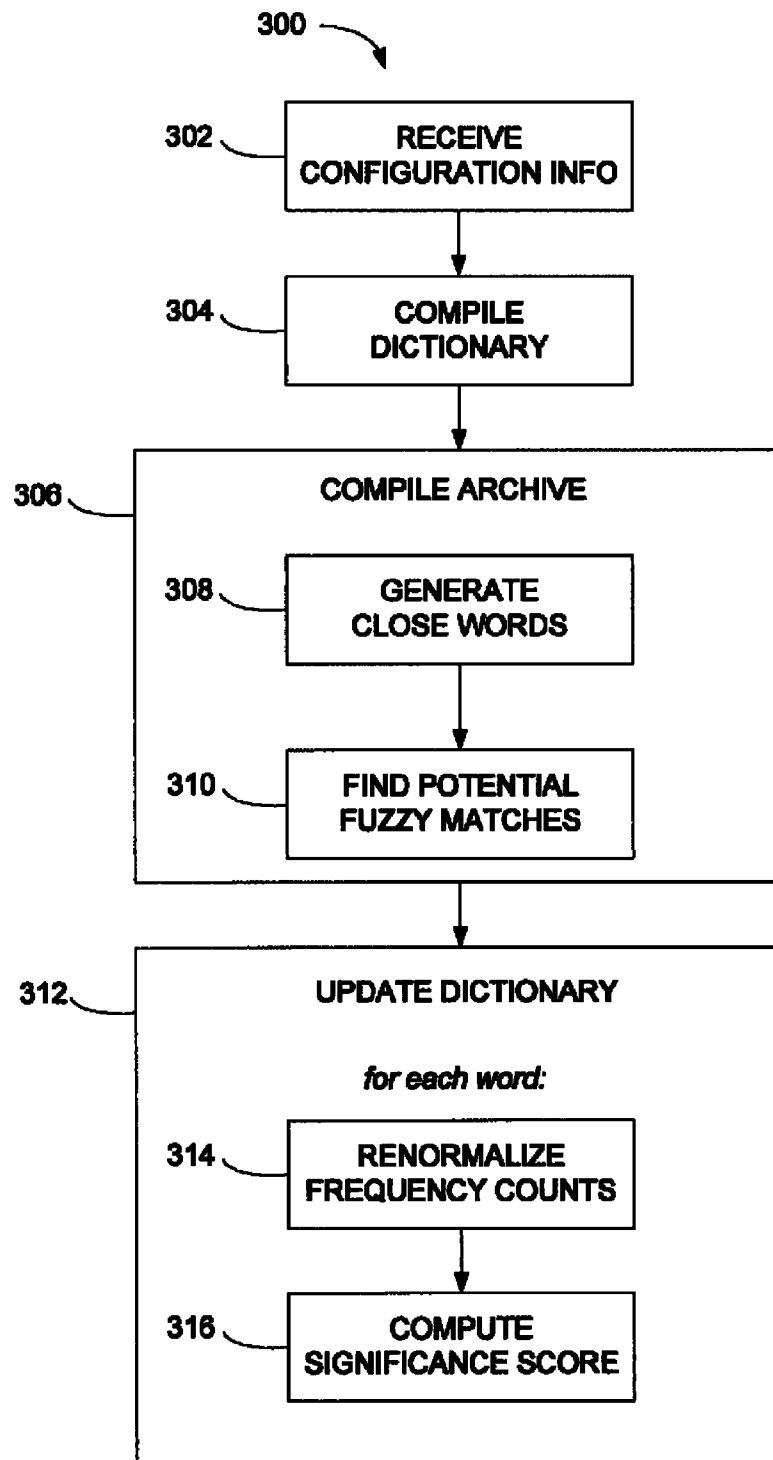 300
302
RECEIVE
CONFIGURATION INFO
304
COMPILE
DICTIONARY
306
COMPILE ARCHIVE
308
GENERATE
CLOSE WORDS
310
FIND POTENTIAL
FUZZY MATCHES
312
UPDATE DICTIONARY
for each word:
314
RENORMALIZE
FREQUENCY COUNTS
316
COMPUTE
SIGNIFICANCE SCORE